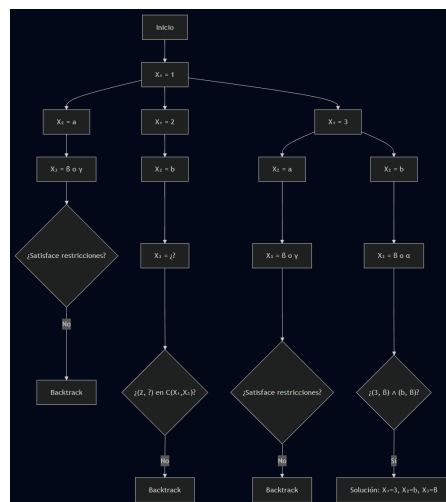 Inicio
X₁ = 1
X₂ = a
X₁ = 2
X₁ = 3
X₃ = β o γ
X₂ = b
X₂ = a
X₂ = b
¿Satisface restricciones?
X₃ = ¿?
X₃ = β o γ
X₃ = β o α
No
Backtrack
¿(2, ?) en C(X₁,X₃)?
¿Satisface restricciones?
¿(3, β) ∧ (b, β)?
No
No
Sí
Backtrack
Backtrack
Solución: X₁=3, X₂=b, X₃=β